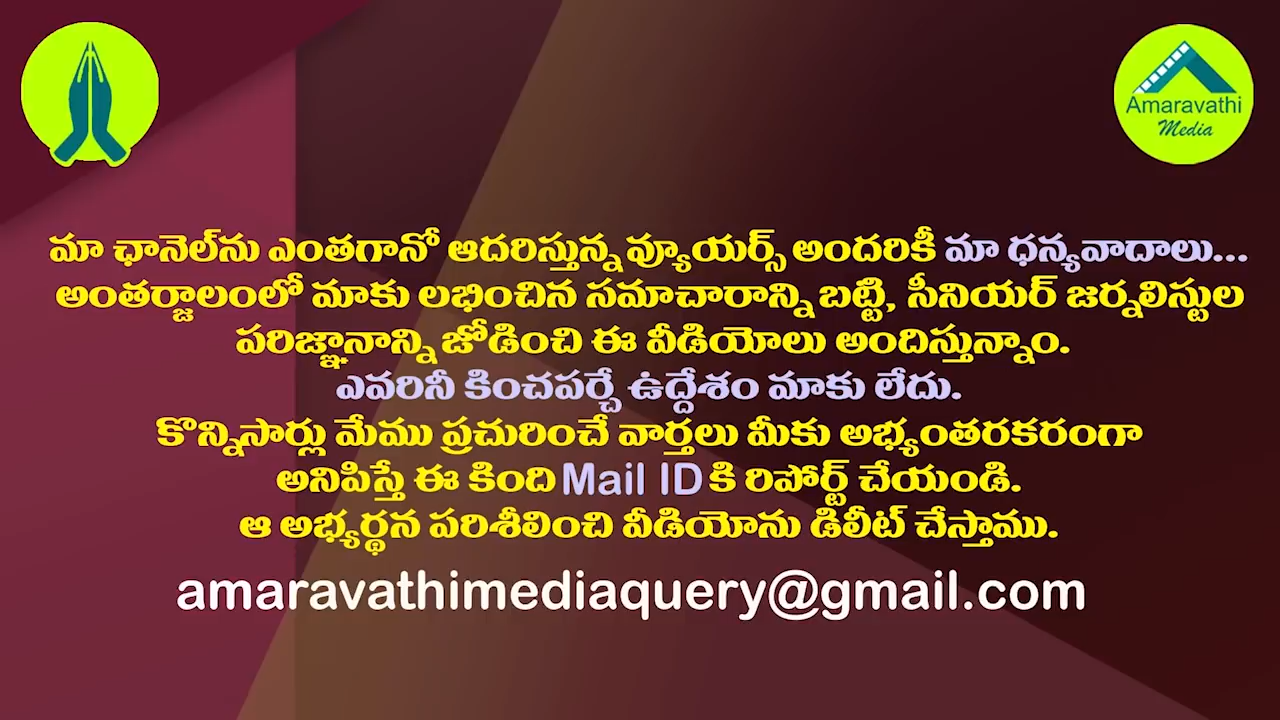 Amaravathi
Media
మా ఛానెల్‌ను ఎంతగానో ఆదరిస్తున్న వ్యూయర్స్ అందరికీ మా ధన్యవాదాలు...
అంతర్జాలంలో మాకు లభించిన సమాచారాన్ని బట్టి, సీనియర్ జర్నలిస్టుల
పరిజ్ఞానాన్ని జోడించి ఈ వీడియోలు అందిస్తున్నాం.
ఎవరినీ కించపర్చే ఉద్దేశం మాకు లేదు.
కొన్నిసార్లు మేము ప్రచురించే వార్తలు మీకు అభ్యంతరకరంగా
అనిపిస్తే ఈ కింది Mail ID కి రిపోర్ట్ చేయండి.
ఆ అభ్యర్థన పరిశీలించి వీడియోను డిలీట్ చేస్తాము.
amaravathimediaquery@gmail.com